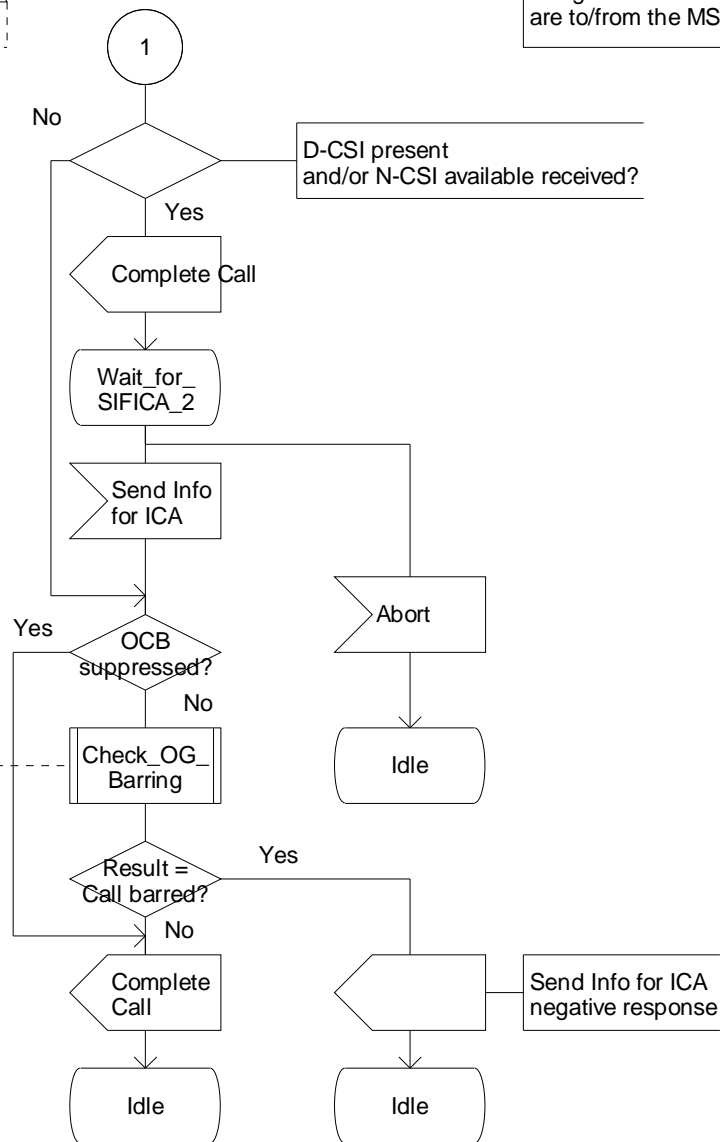 are to/from the MS
1
No
D-CSI present
and/or N-CSI available received?
Yes
Complete Call
Wait_for_
SIFICA_2
Send Info
for ICA
Abort
Yes
OCB
suppressed?
No
Check_OG_
Barring
Idle
Result =
Call barred?
Yes
No
Complete
Call
Send Info for ICA
negative response
Idle
Idle